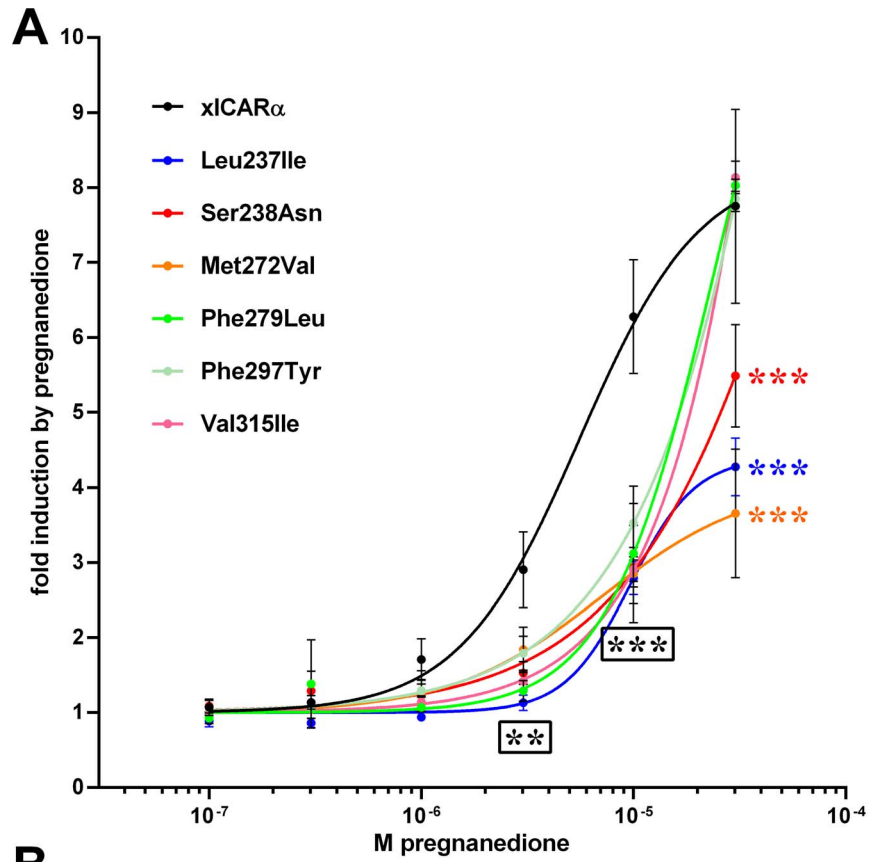 A
10
9
8
7
6
5
4
3
2
1
0
fold induction by pregnanedione
xlCARα
Leu237Ile
Ser238Asn
Met272Val
Phe279Leu
Phe297Tyr
Val315Ile
***
***
***
***
**
10-7
10-6
10-5
10-4
M pregnanedione
B